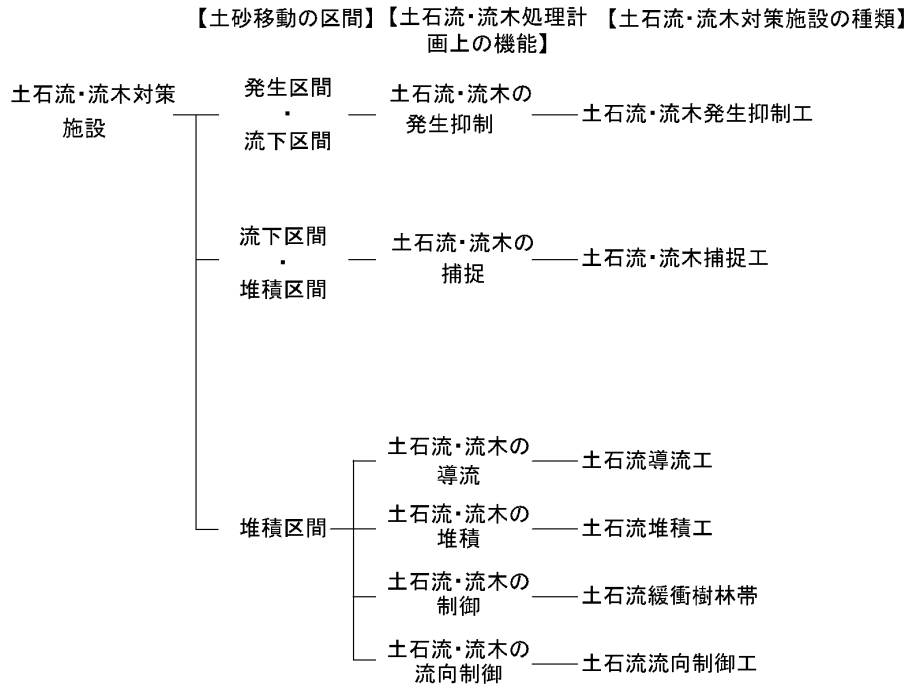 【土砂移動の区間】
【土石流・流木処理計
画上の機能】
【土石流・流木対策施設の種類】
土石流・流木対策
施設
発生区間
・
流下区間
土石流・流木の
発生抑制
土石流・流木発生抑制工
流下区間
・
堆積区間
土石流・流木の
捕捉
土石流・流木捕捉工
堆積区間
土石流・流木の
導流
土石流導流工
土石流・流木の
堆積
土石流堆積工
土石流・流木の
制御
土石流緩衝樹林帯
土石流・流木の
流向制御
土石流流向制御工